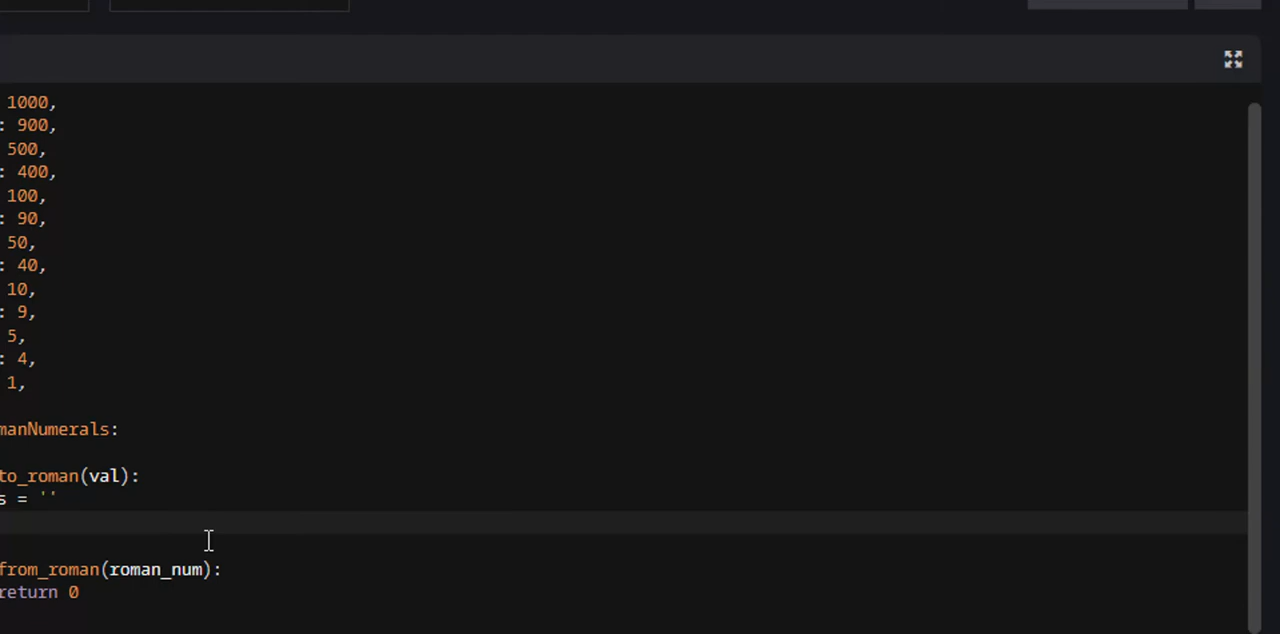 1000,
: 900,
500,
: 400,
100,
: 90,
50,
: 40,
10,
: 9,
5,
: 4,
1,
manNumerals:
to_roman(val):
s = ''
from_roman(roman_num):
return 0